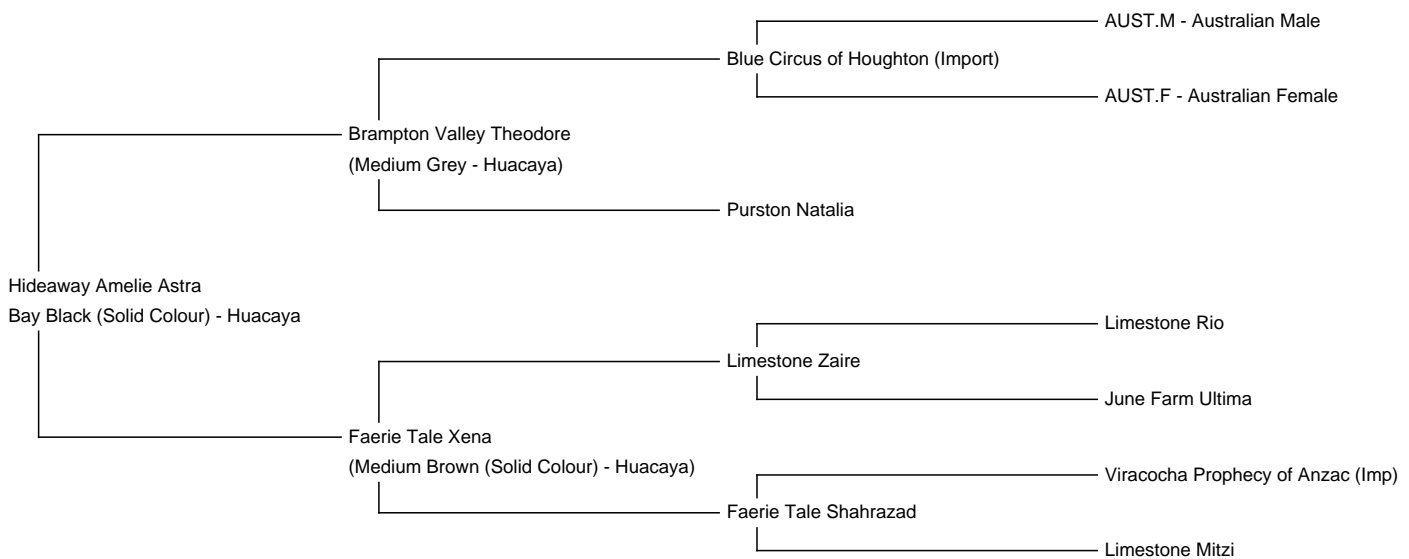 AUST.M - Australian Male
Blue Circus of Houghton (Import)
AUST.F - Australian Female
Brampton Valley Theodore
(Medium Grey - Huacaya)
Purston Natalia
Hideaway Amelie Astra
Bay Black (Solid Colour) - Huacaya
Limestone Rio
Limestone Zaire
June Farm Ultima
Faerie Tale Xena
(Medium Brown (Solid Colour) - Huacaya)
Viracocha Prophecy of Anzac (Imp)
Faerie Tale Shahrazad
Limestone Mitzi